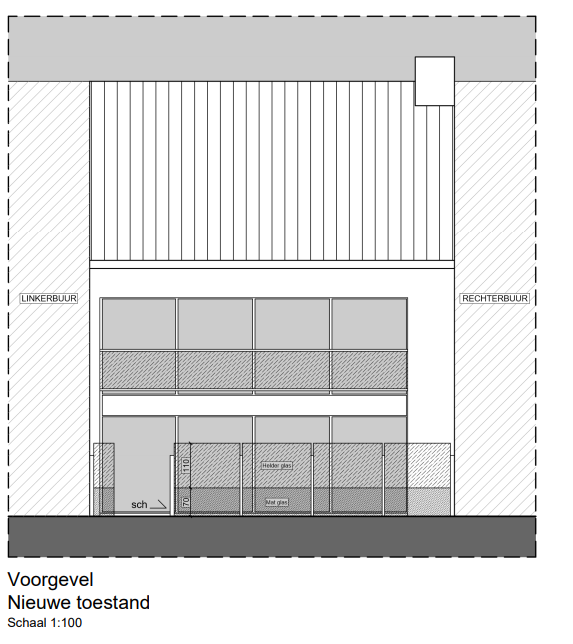 LINKERBUUR
RECHTERBUUR
110
Helder glas
70
Mat glas
sch
Voorgevel
Nieuwe toestand
Schaal 1:100